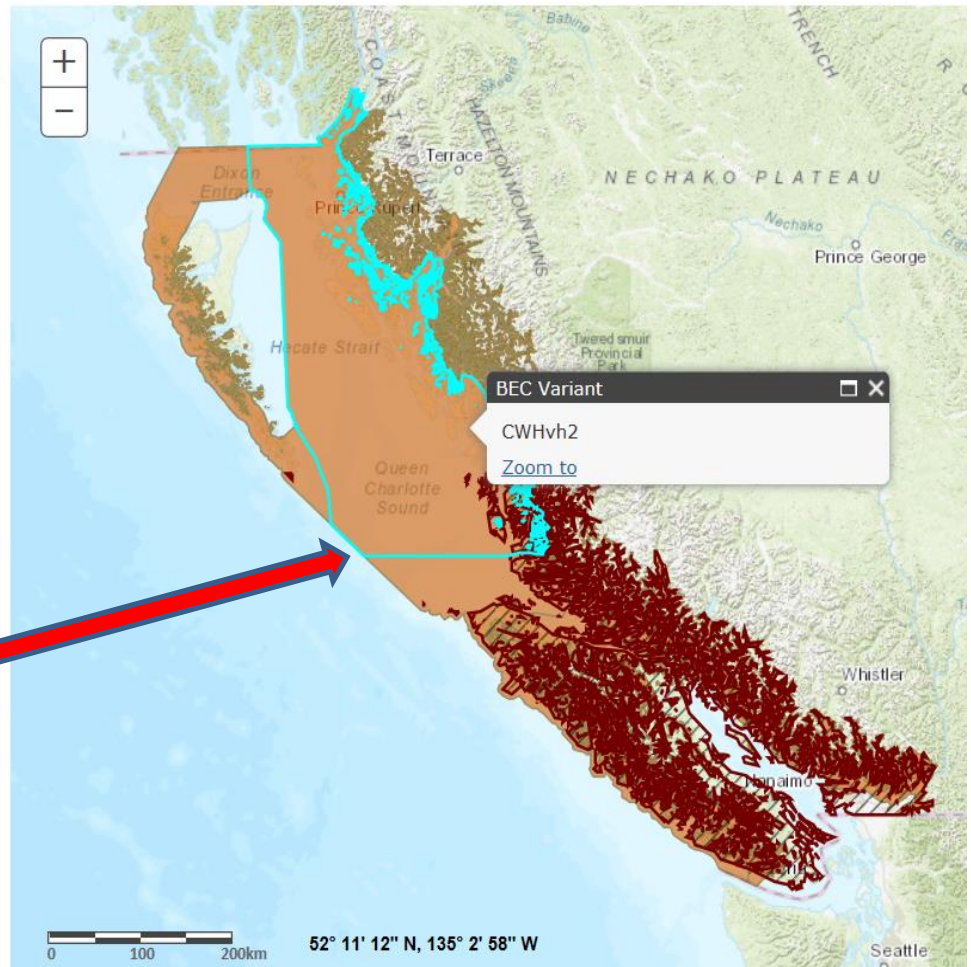 +
−
COAST MOUN
Skeena
Babine
TRENCH
HAZELTON MOUNTAINS
Terrace
NECHAKO PLATEAU
Dixon
Entrance
Prince Rupert
Nechako
Prince George
Hecate Strait
Tweedsmuir
Provincial
Park
BEC Variant
CWHvh2
Zoom to
Queen
Charlotte
Sound
Whistler
Nanaimo
0 100 200km
52° 11' 12" N, 135° 2' 58" W
Seattle